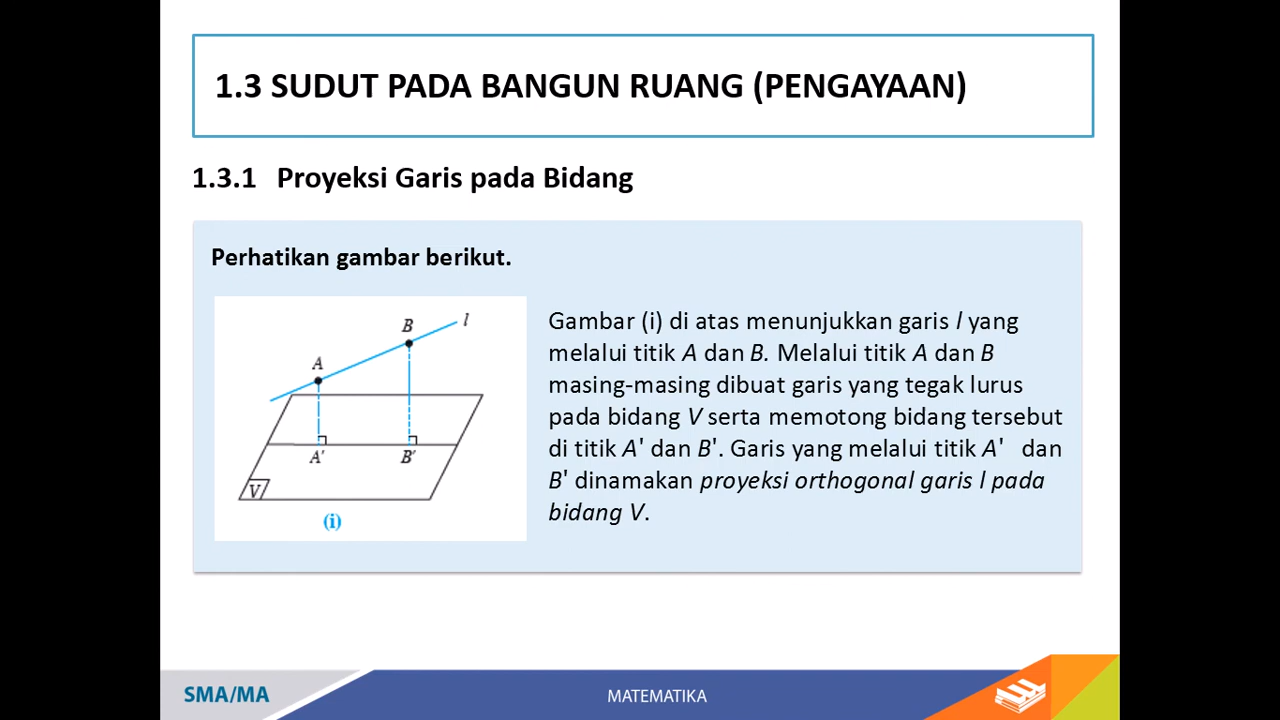 1.3 SUDUT PADA BANGUN RUANG (PENGAYAAN)
1.3.1 Proyeksi Garis pada Bidang
Perhatikan gambar berikut.
B
l
A
A'
B'
V
(i)
Gambar (i) di atas menunjukkan garis l yang
melalui titik A dan B. Melalui titik A dan B
masing-masing dibuat garis yang tegak lurus
pada bidang V serta memotong bidang tersebut
di titik A' dan B'. Garis yang melalui titik A' dan
B' dinamakan proyeksi orthogonal garis l pada
bidang V.
SMA/MA
MATEMATIKA